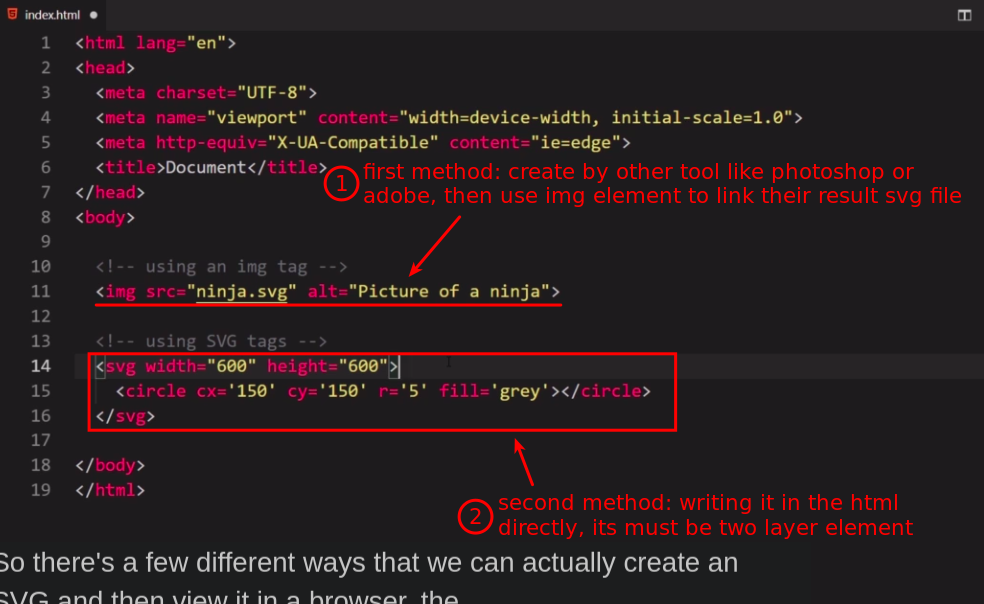 index.html
1 <html lang="en">
2 <head>
3 <meta charset="UTF-8">
4 <meta name="viewport" content="width=device-width, initial-scale=1.0">
5 <meta http-equiv="X-UA-Compatible" content="ie=edge">
6 <title>Document</title>
① first method: create by other tool like photoshop or
adobe, then use img element to link their result svg file
7 </head>
8 <body>
9
10 <!-- using an img tag -->
11 <img src="ninja.svg" alt="Picture of a ninja">
12
13 <!-- using SVG tags -->
14 <svg width="600" height="600">
15 <circle cx='150' cy='150' r='5' fill='grey'></circle>
16 </svg>
17
18 </body>
19 </html>
② second method: writing it in the html
directly, its must be two layer element
So there's a few different ways that we can actually create an
SVG and then view it in a browser, the